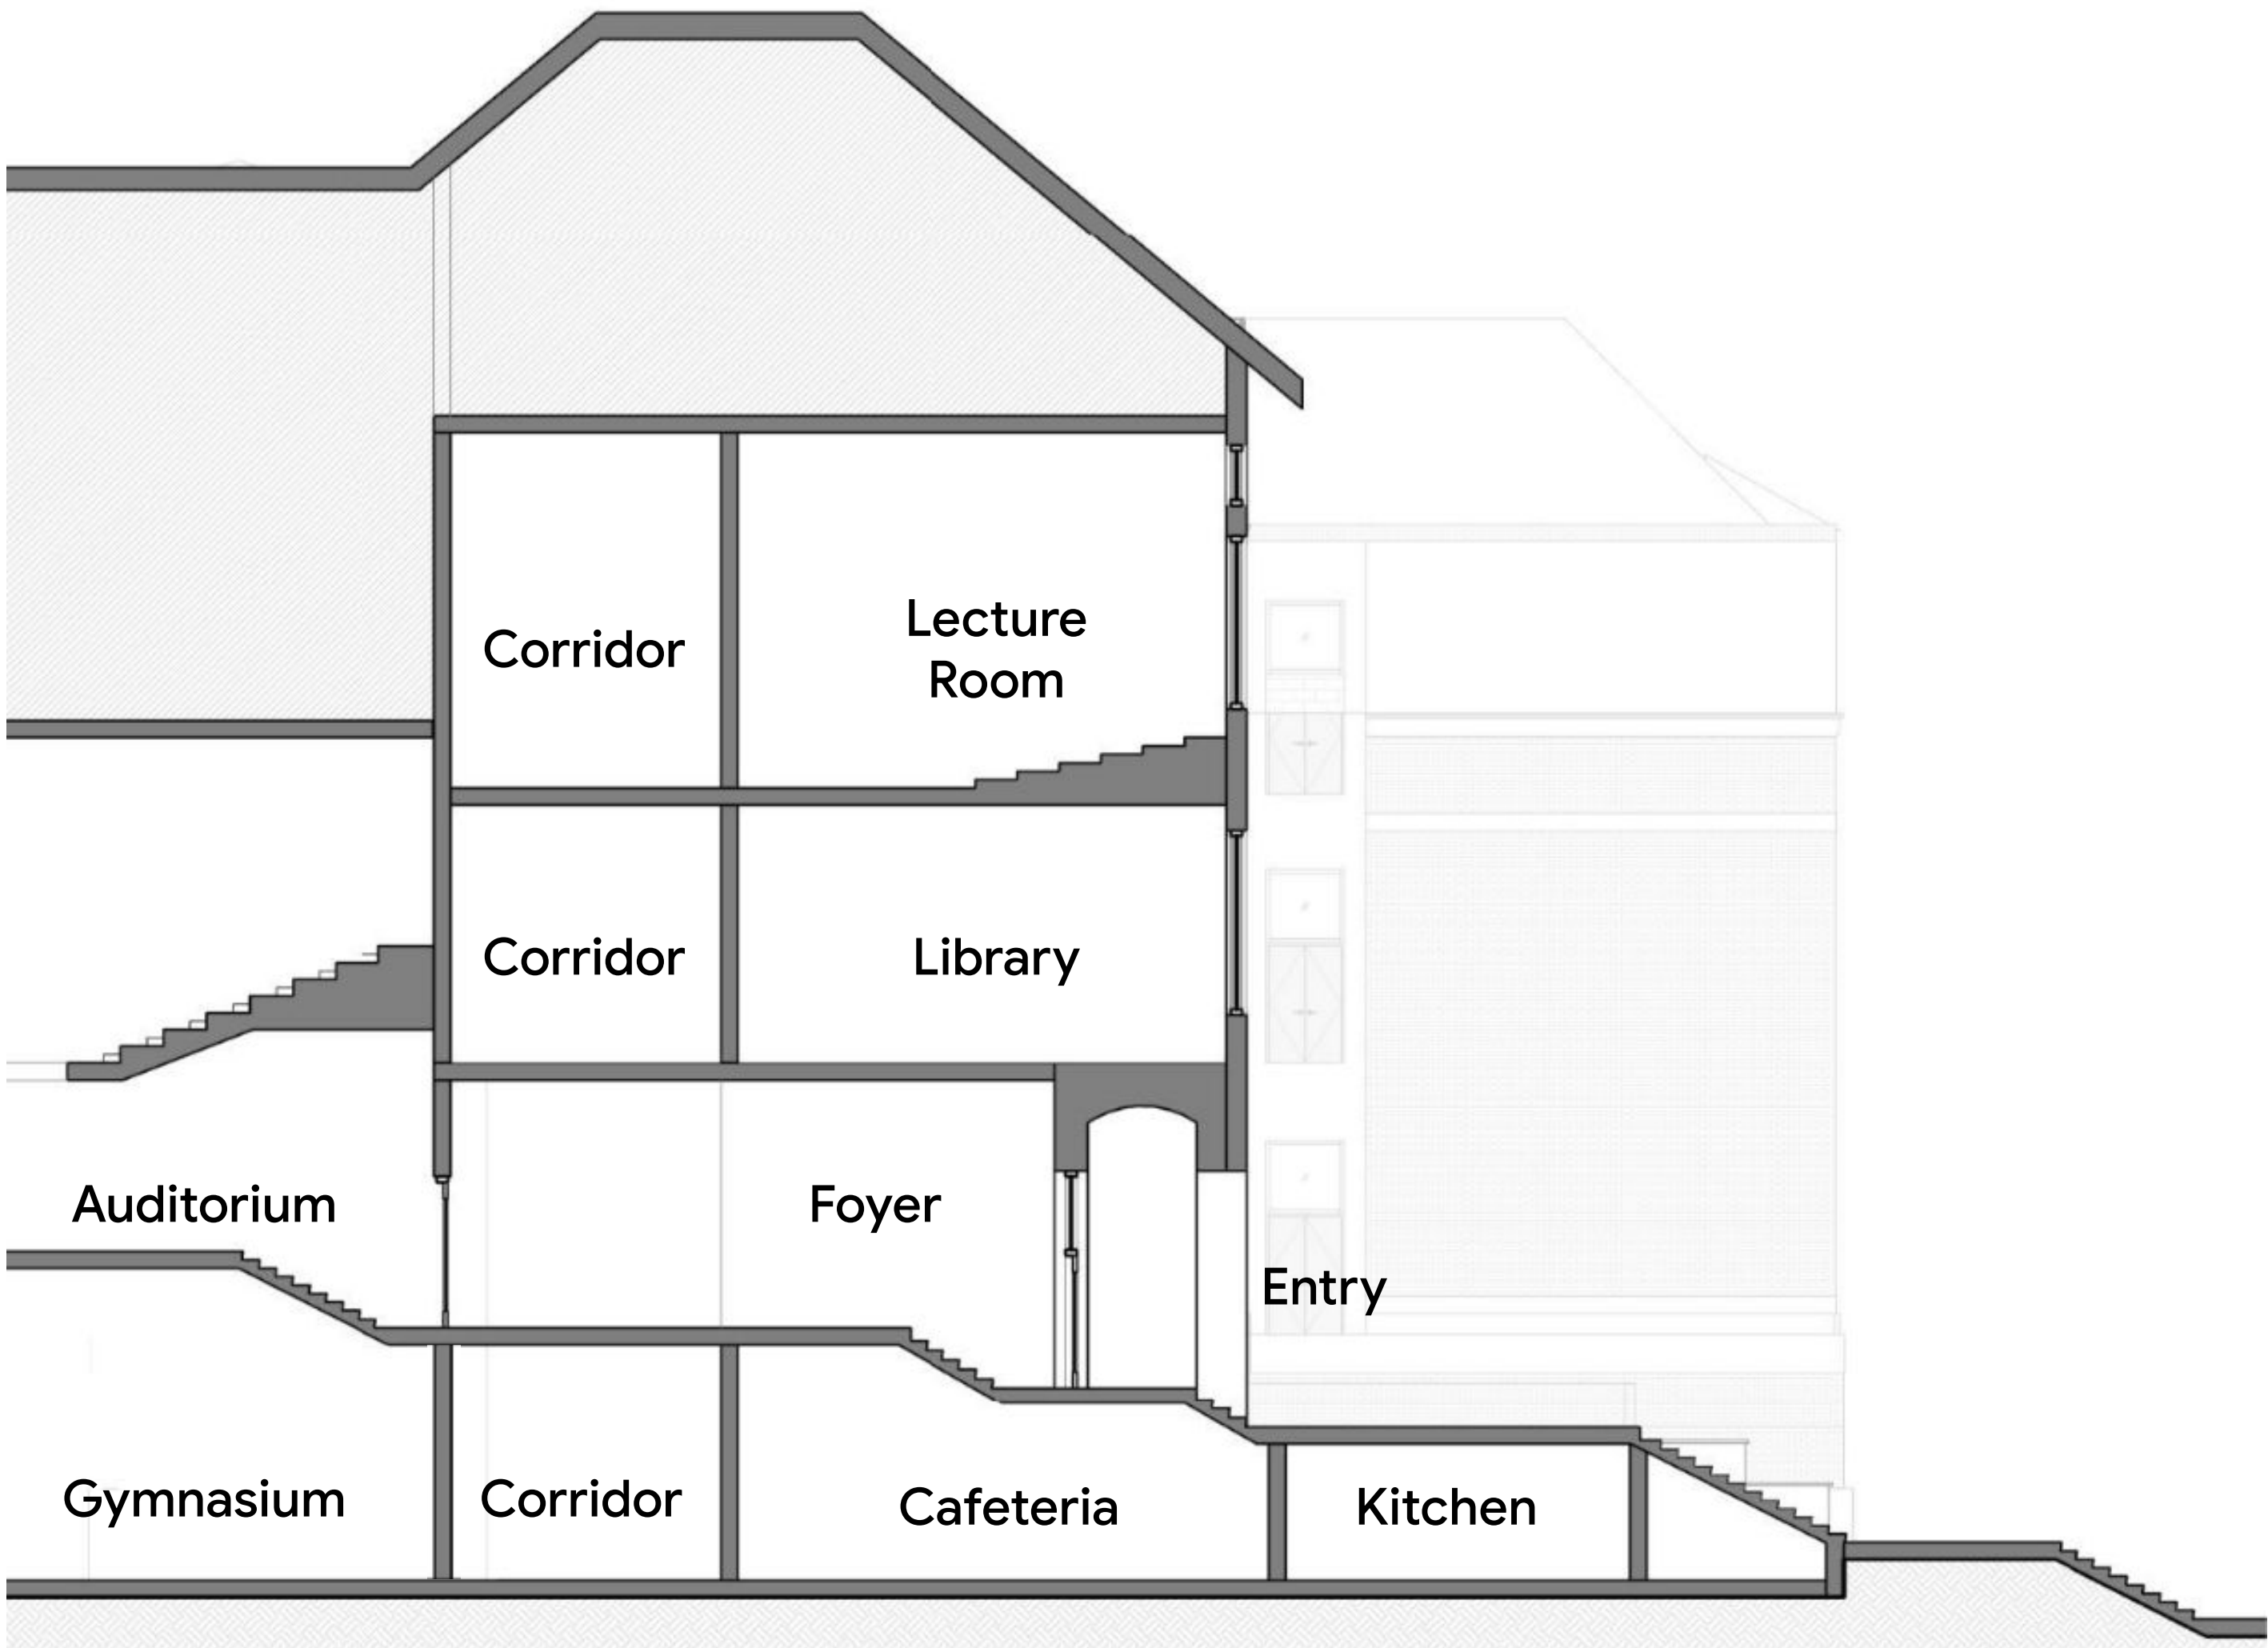 Corridor
Lecture
Room
Corridor
Library
Auditorium
Foyer
Entry
Gymnasium
Corridor
Cafeteria
Kitchen